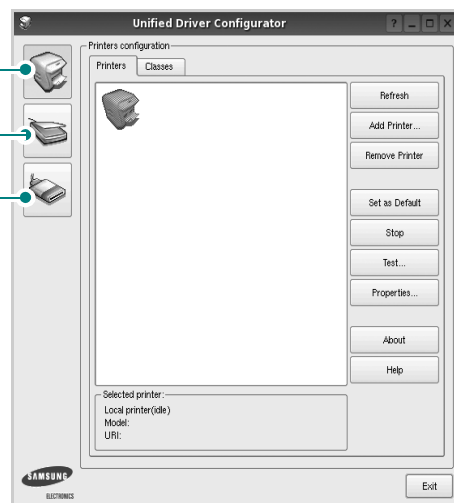 Unified Driver Configurator
Printers configuration
Printers Classes
Refresh
Add Printer...
Remove Printer
Set as Default
Stop
Test...
Properties...
About
Help
Selected printer:
Local printer(idle)
Model:
URI:
SAMSUNG
ELECTRONICS
Exit